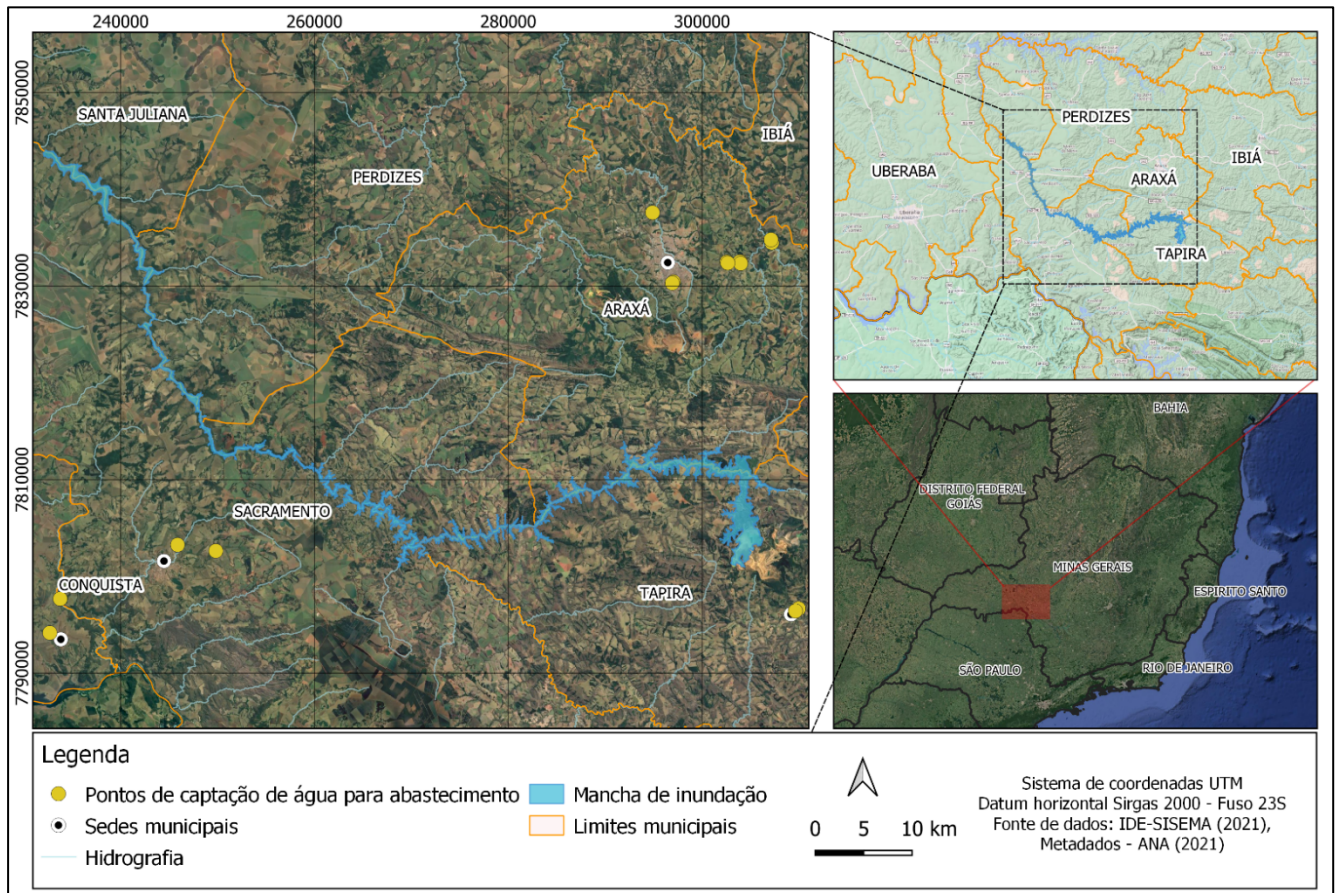 240000
260000
280000
300000
7850000
7830000
7810000
7790000
SANTA JULIANA
IBIÁ
PERDIZES
ARAXÁ
SACRAMENTO
CONQUISTA
TAPIRA
PERDIZES
IBIÁ
UBERABA
ARAXÁ
TAPIRA
Uberaba
BAHIA
DISTRITO FEDERAL
GOIÁS
MINAS GERAIS
ESPIRITO SANTO
SÃO PAULO
RIO DE JANEIRO
Legenda
Pontos de captação de água para abastecimento
Sedes municipais
Hidrografia
Mancha de inundação
Limites municipais
0 5 10 km
Sistema de coordenadas UTM
Datum horizontal Sirgas 2000 - Fuso 23S
Fonte de dados: IDE-SISEMA (2021),
Metadados - ANA (2021)